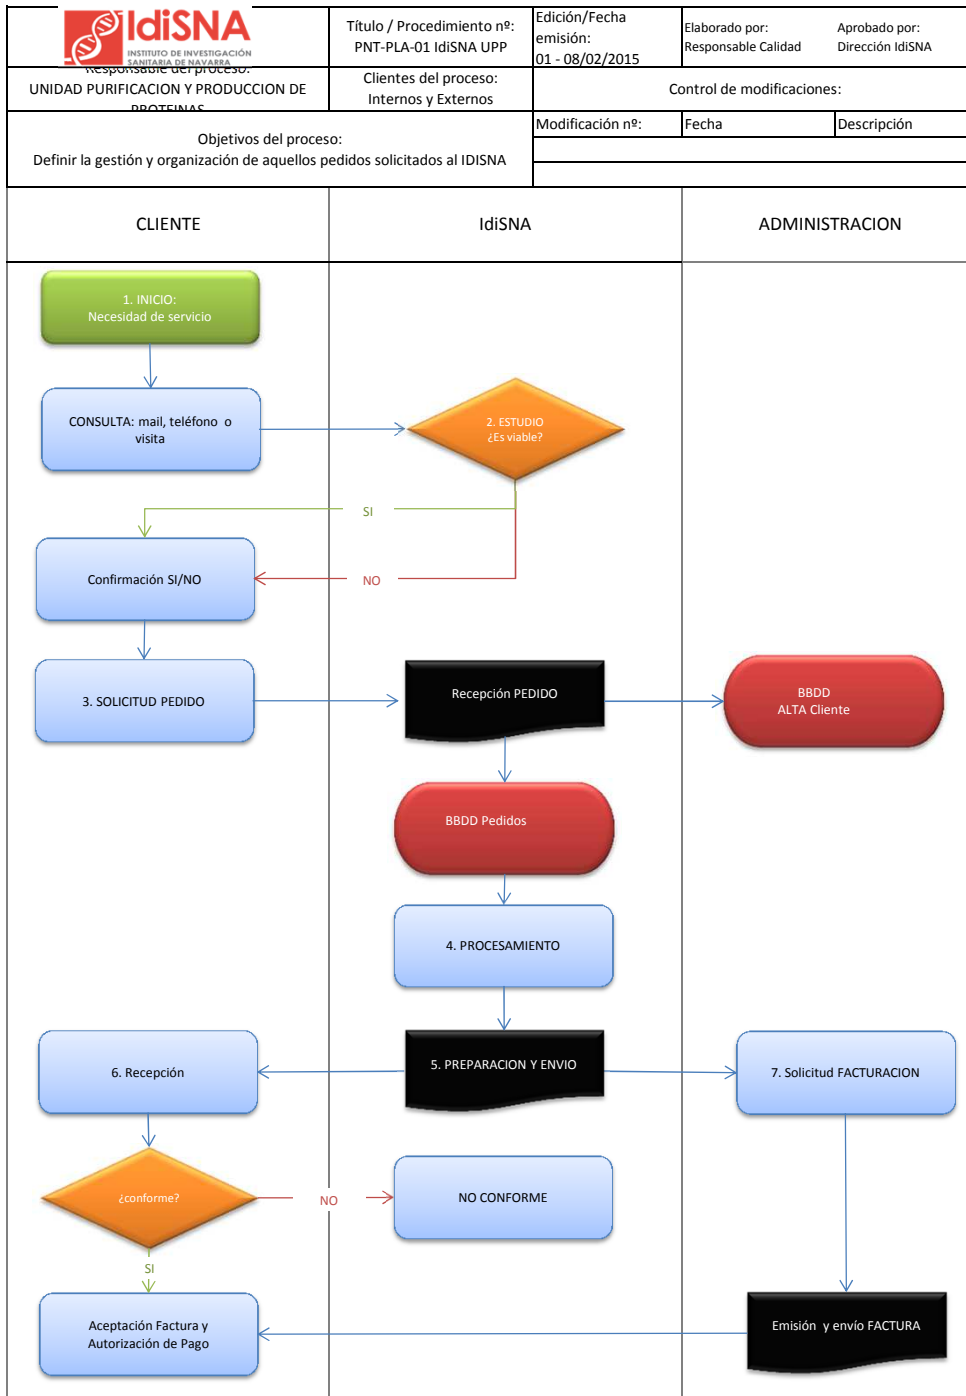 IdiSNA
INSTITUTO DE INVESTIGACIÓN
SANITARIA DE NAVARRA
Título / Procedimiento nº:
PNT-PLA-01 IdiSNA UPP
Edición/Fecha
emisión:
01 - 08/02/2015
Elaborado por:
Responsable Calidad
Aprobado por:
Dirección IdiSNA
Responsable del proceso:
UNIDAD PURIFICACION Y PRODUCCION DE
PROTEINAS
Clientes del proceso:
Internos y Externos
Control de modificaciones:
Objetivos del proceso:
Definir la gestión y organización de aquellos pedidos solicitados al IDISNA
Modificación nº:
Fecha
Descripción
CLIENTE
IdiSNA
ADMINISTRACION
1. INICIO:
Necesidad de servicio
CONSULTA: mail, teléfono o
visita
2. ESTUDIO
¿Es viable?
SI
Confirmación SI/NO
NO
3. SOLICITUD PEDIDO
Recepción PEDIDO
BBDD
ALTA Cliente
BBDD Pedidos
4. PROCESAMIENTO
5. PREPARACION Y ENVIO
6. Recepción
7. Solicitud FACTURACION
¿conforme?
NO
NO CONFORME
SI
Aceptación Factura y
Autorización de Pago
Emisión y envío FACTURA